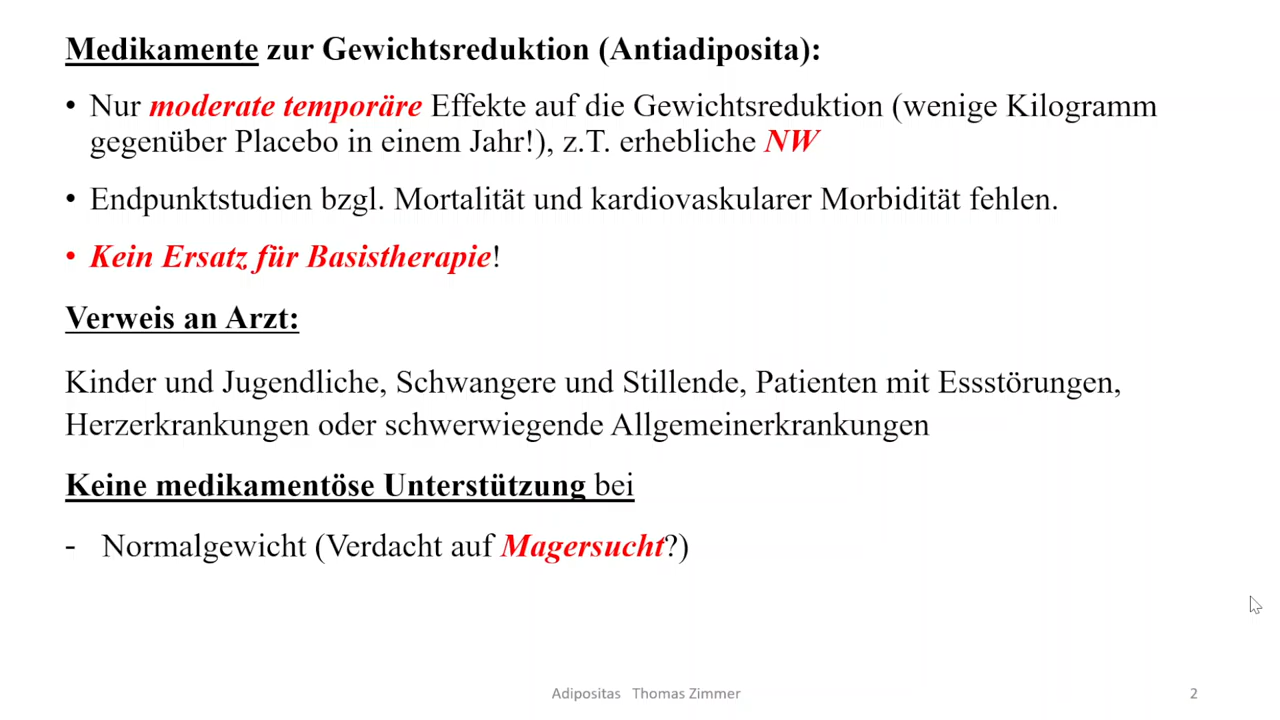 Medikamente zur Gewichtsreduktion (Antiadiposita):
• Nur moderate temporäre Effekte auf die Gewichtsreduktion (wenige Kilogramm
gegenüber Placebo in einem Jahr!), z.T. erhebliche NW
• Endpunktstudien bzgl. Mortalität und kardiovaskularer Morbidität fehlen.
• Kein Ersatz für Basistherapie!
Verweis an Arzt:
Kinder und Jugendliche, Schwangere und Stillende, Patienten mit Essstörungen,
Herzerkrankungen oder schwerwiegende Allgemeinerkrankungen
Keine medikamentöse Unterstützung bei
- Normalgewicht (Verdacht auf Magersucht?)
Adipositas Thomas Zimmer
2